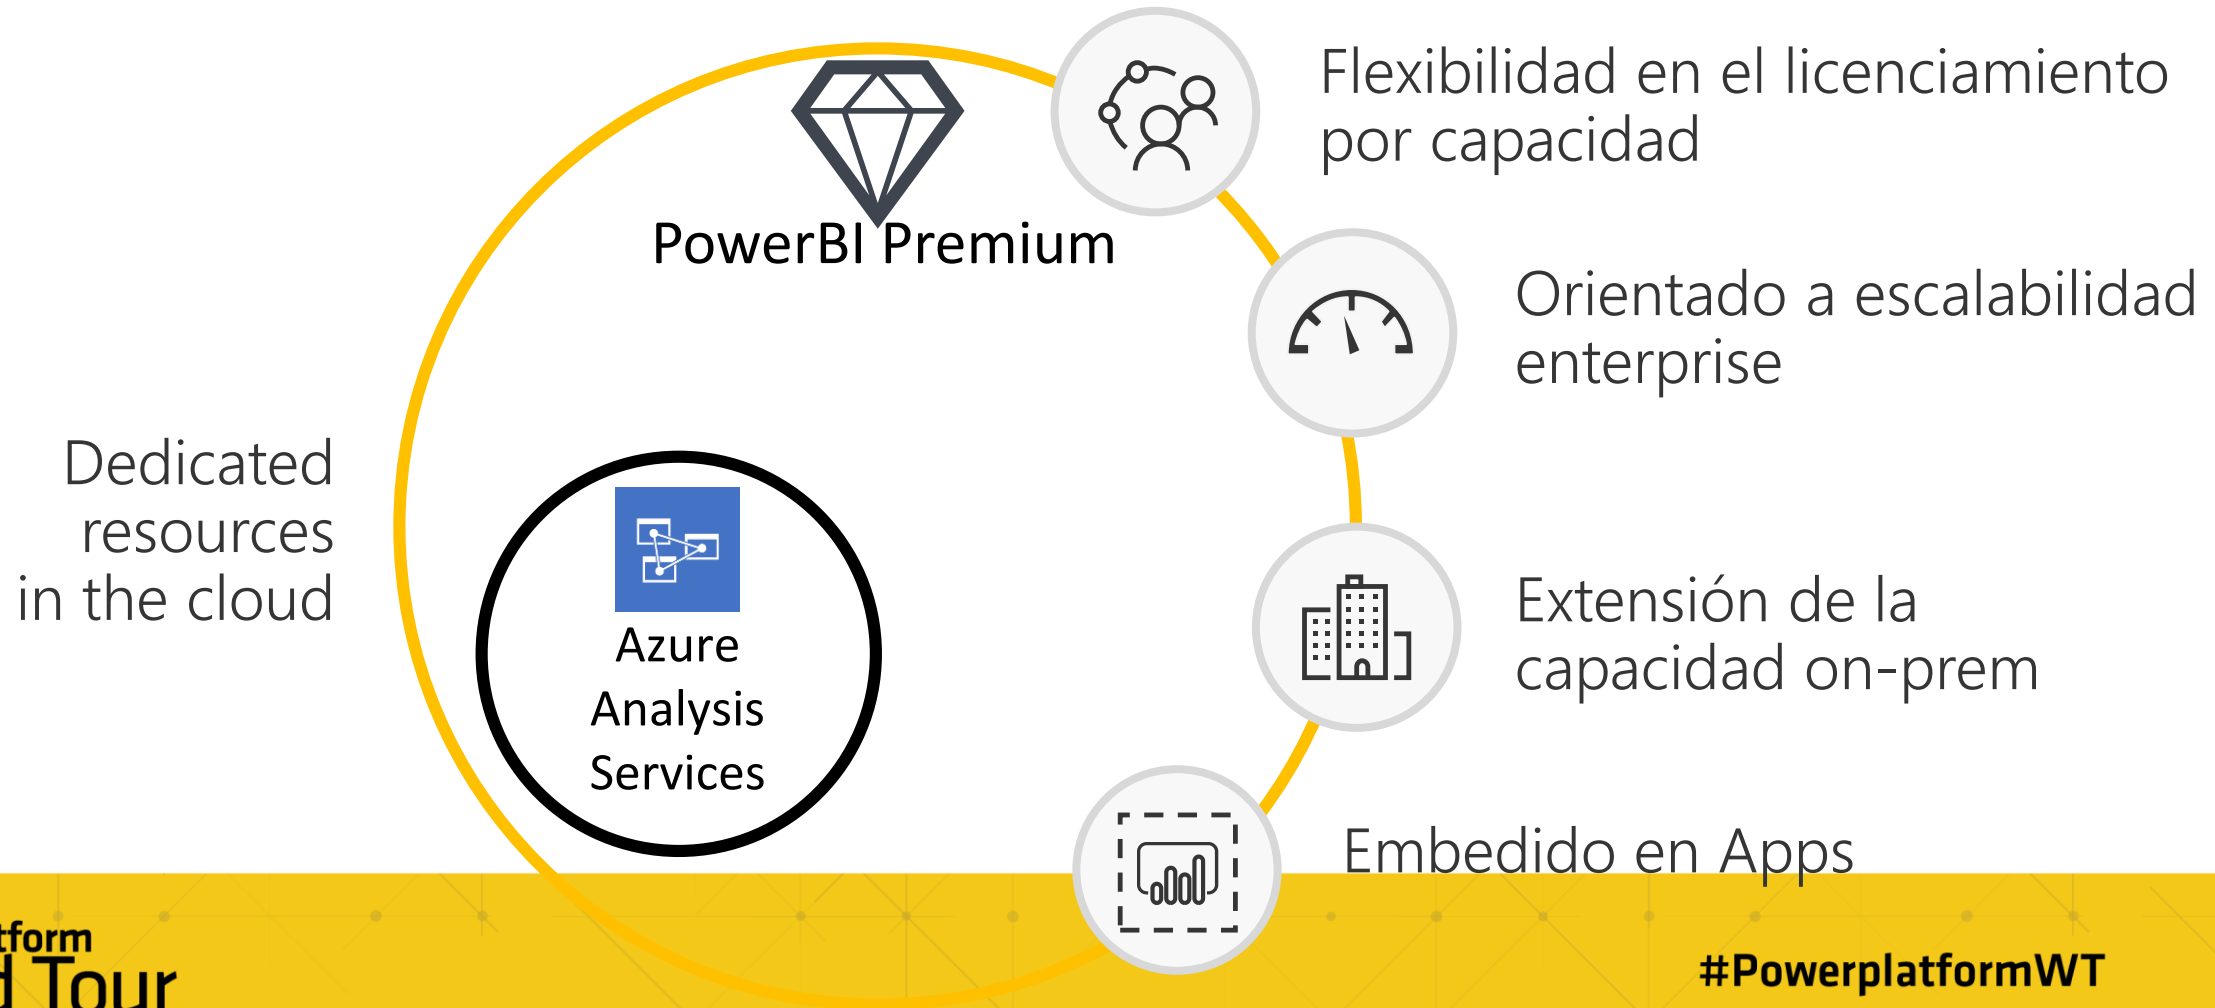 PowerBI Premium
Flexibilidad en el licenciamiento
por capacidad
Orientado a escalabilidad
enterprise
Dedicated
resources
in the cloud
Azure
Analysis
Services
Extensión de la
capacidad on-prem
Embedido en Apps
tform
d Tour
#PowerplatformWT